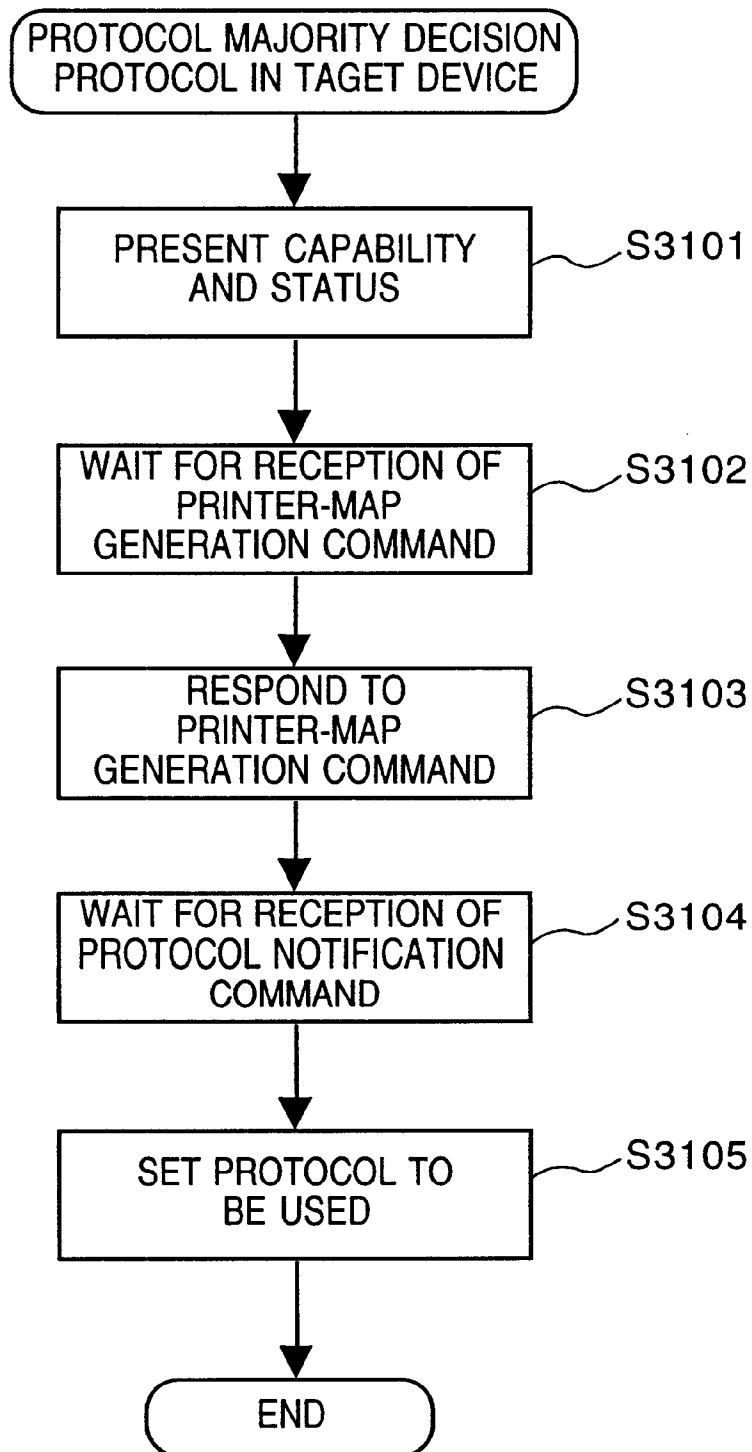 PROTOCOL MAJORITY DECISION
PROTOCOL IN TAGET DEVICE
PRESENT CAPABILITY
AND STATUS
S3101
WAIT FOR RECEPTION OF
PRINTER-MAP
GENERATION COMMAND
S3102
RESPOND TO
PRINTER-MAP
GENERATION COMMAND
S3103
WAIT FOR RECEPTION OF
PROTOCOL NOTIFICATION
COMMAND
S3104
SET PROTOCOL TO
BE USED
S3105
END